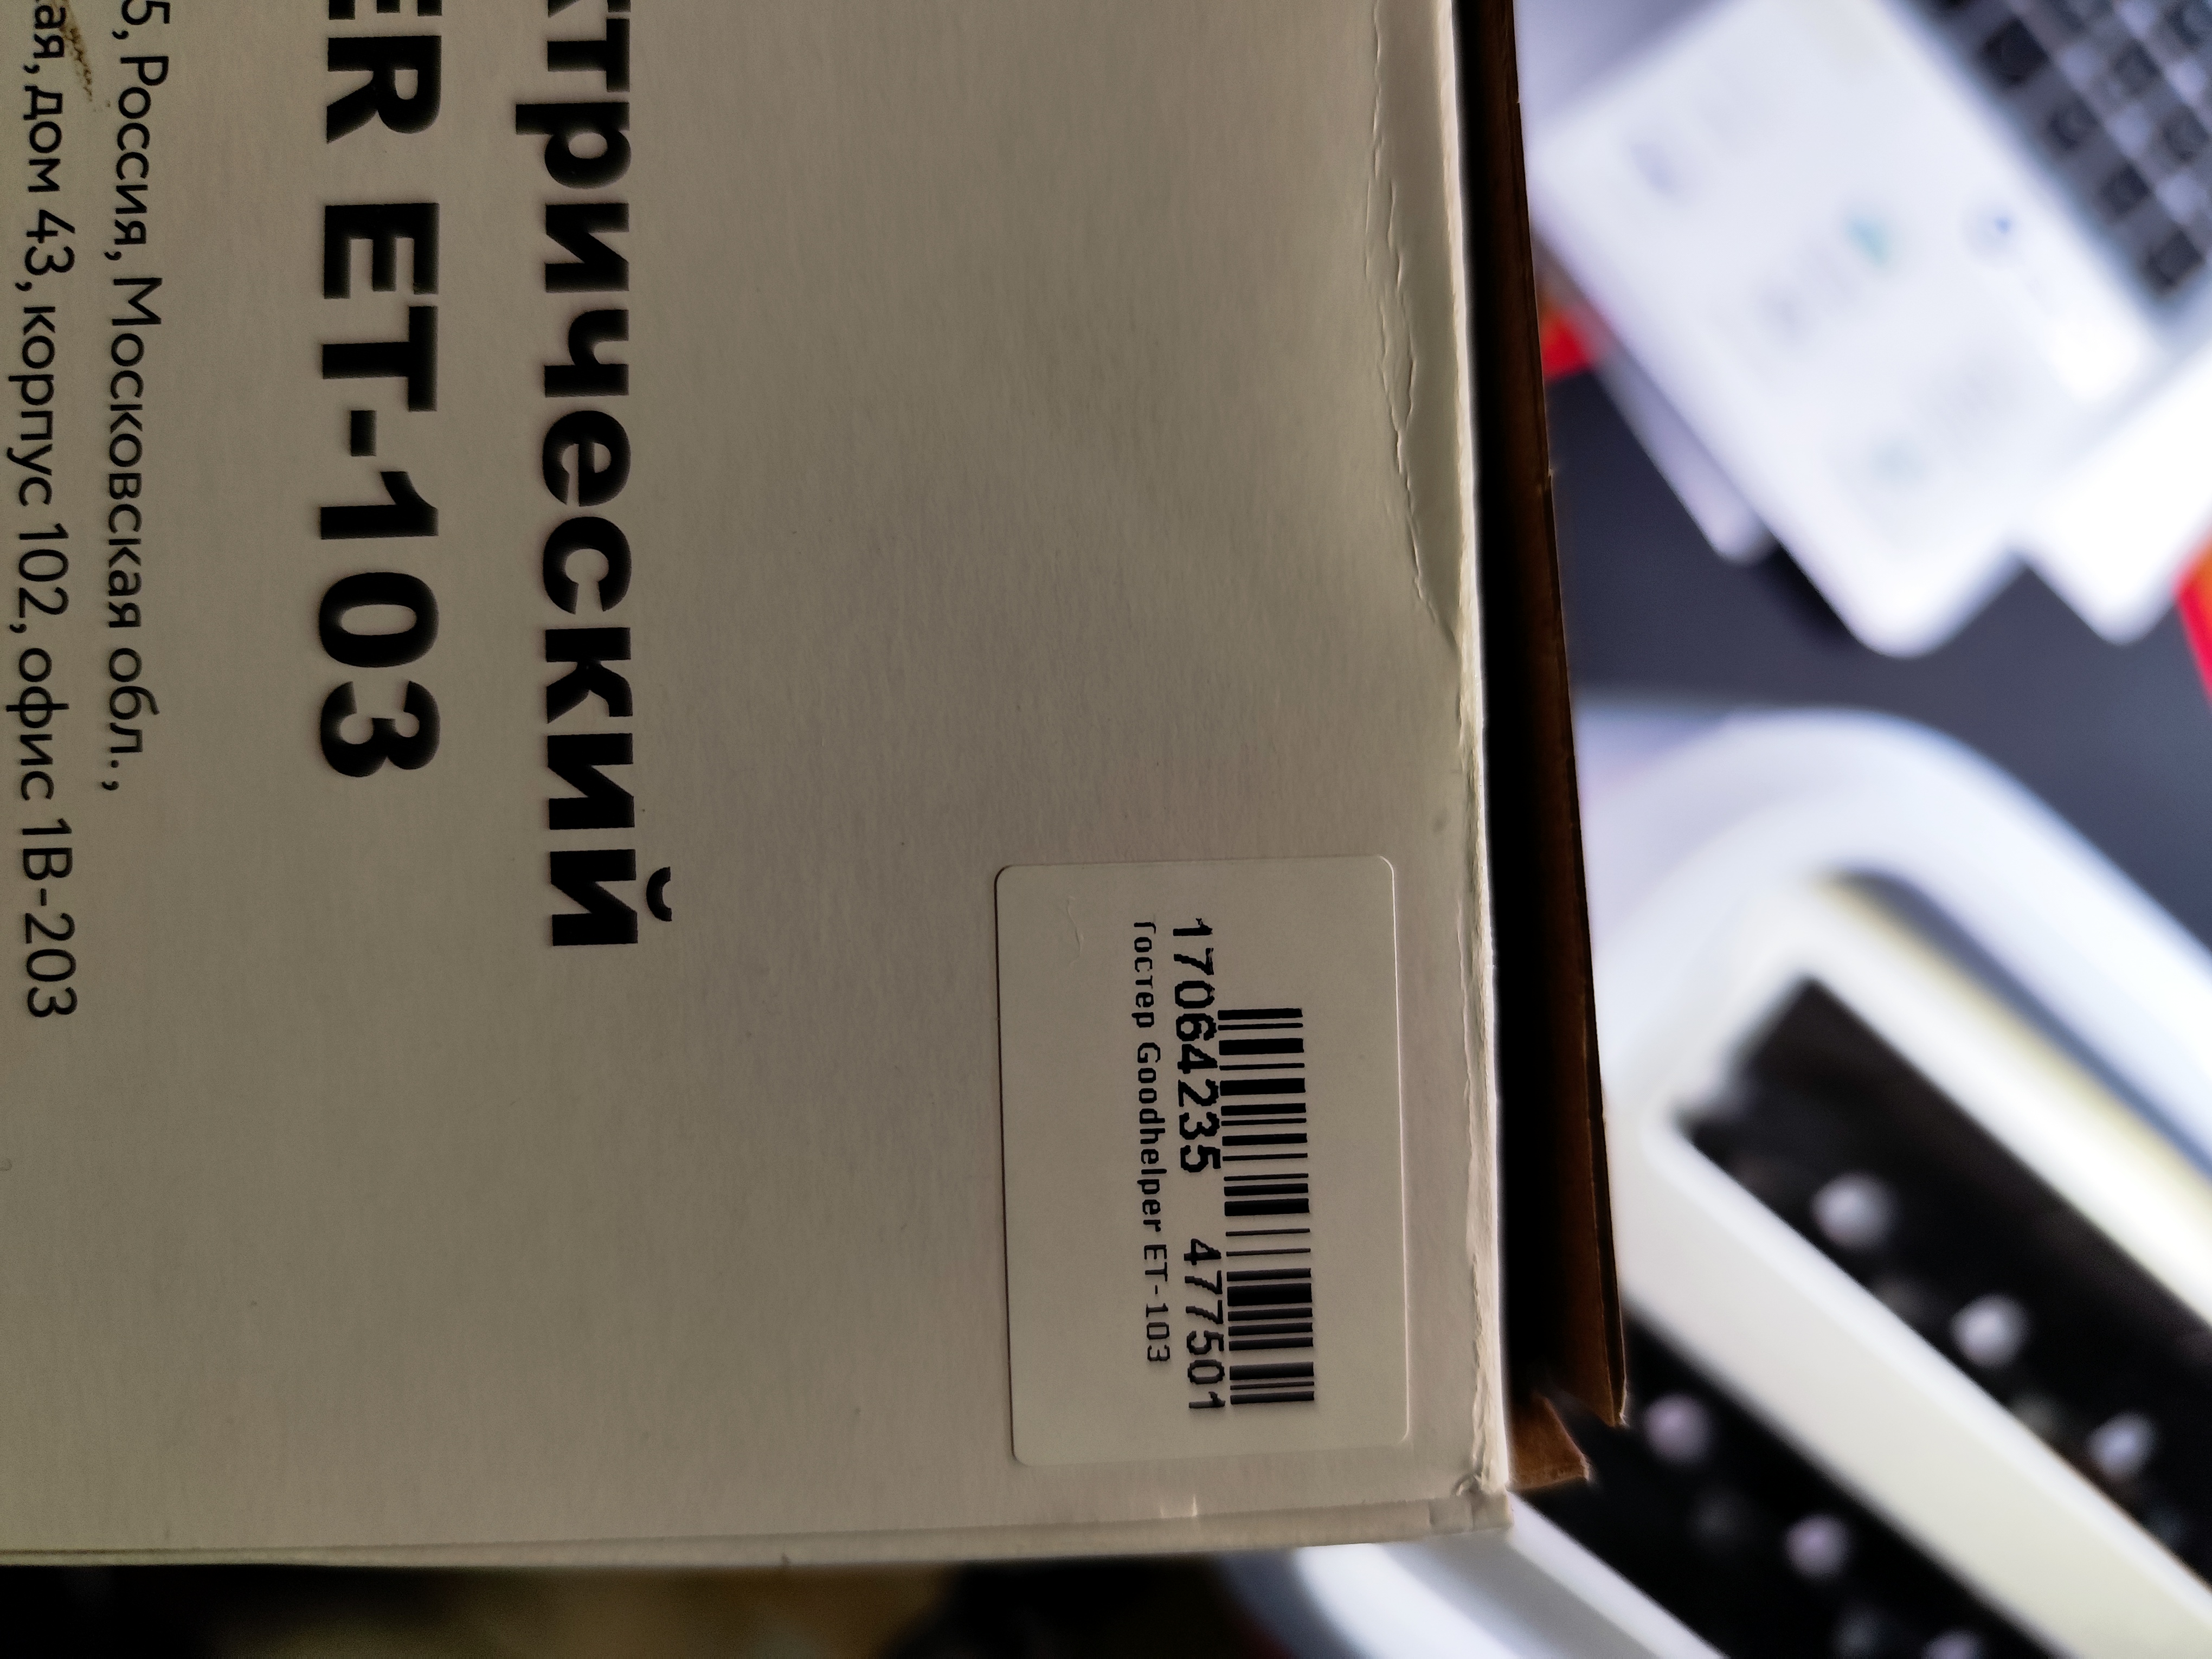 ктрический
ER ET-103
5, Россия, Московская обл.,
ая, дом 43, корпус 102, офис 1В-203
17064235 477501
Тостер Goodhelper ET-103